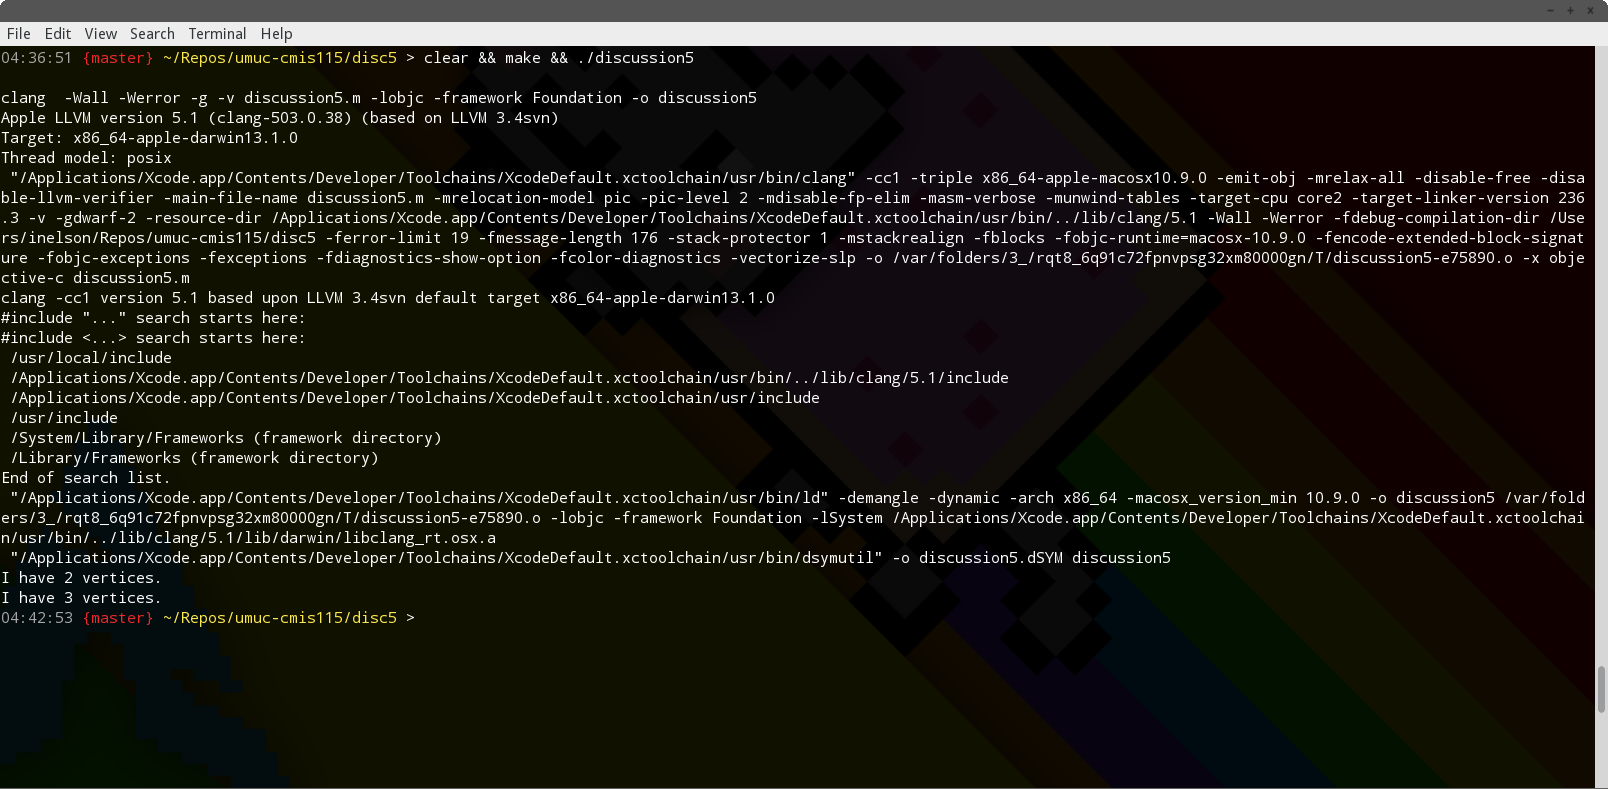 File Edit View Search Terminal Help
04:36:51 {master} ~/Repos/umuc-cmis115/disc5 > clear && make && ./discussion5
clang  -Wall -Werror -g -v discussion5.m -lobjc -framework Foundation -o discussion5
Apple LLVM version 5.1 (clang-503.0.38) (based on LLVM 3.4svn)
Target: x86_64-apple-darwin13.1.0
Thread model: posix
 "/Applications/Xcode.app/Contents/Developer/Toolchains/XcodeDefault.xctoolchain/usr/bin/clang" -cc1 -triple x86_64-apple-macosx10.9.0 -emit-obj -mrelax-all -disable-free -disa
ble-llvm-verifier -main-file-name discussion5.m -mrelocation-model pic -pic-level 2 -mdisable-fp-elim -masm-verbose -munwind-tables -target-cpu core2 -target-linker-version 236
.3 -v -gdwarf-2 -resource-dir /Applications/Xcode.app/Contents/Developer/Toolchains/XcodeDefault.xctoolchain/usr/bin/../lib/clang/5.1 -Wall -Werror -fdebug-compilation-dir /Use
rs/inelson/Repos/umuc-cmis115/disc5 -ferror-limit 19 -fmessage-length 176 -stack-protector 1 -mstackrealign -fblocks -fobjc-runtime=macosx-10.9.0 -fencode-extended-block-signat
ure -fobjc-exceptions -fexceptions -fdiagnostics-show-option -fcolor-diagnostics -vectorize-slp -o /var/folders/3_/rqt8_6q91c72fpnvpsg32xm80000gn/T/discussion5-e75890.o -x obje
ctive-c discussion5.m
clang -cc1 version 5.1 based upon LLVM 3.4svn default target x86_64-apple-darwin13.1.0
#include "..." search starts here:
#include <...> search starts here:
 /usr/local/include
 /Applications/Xcode.app/Contents/Developer/Toolchains/XcodeDefault.xctoolchain/usr/bin/../lib/clang/5.1/include
 /Applications/Xcode.app/Contents/Developer/Toolchains/XcodeDefault.xctoolchain/usr/include
 /usr/include
 /System/Library/Frameworks (framework directory)
 /Library/Frameworks (framework directory)
End of search list.
 "/Applications/Xcode.app/Contents/Developer/Toolchains/XcodeDefault.xctoolchain/usr/bin/ld" -demangle -dynamic -arch x86_64 -macosx_version_min 10.9.0 -o discussion5 /var/fold
ers/3_/rqt8_6q91c72fpnvpsg32xm80000gn/T/discussion5-e75890.o -lobjc -framework Foundation -lSystem /Applications/Xcode.app/Contents/Developer/Toolchains/XcodeDefault.xctoolchai
n/usr/bin/../lib/clang/5.1/lib/darwin/libclang_rt.osx.a
 "/Applications/Xcode.app/Contents/Developer/Toolchains/XcodeDefault.xctoolchain/usr/bin/dsymutil" -o discussion5.dSYM discussion5
I have 2 vertices.
I have 3 vertices.
04:42:53 {master} ~/Repos/umuc-cmis115/disc5 >